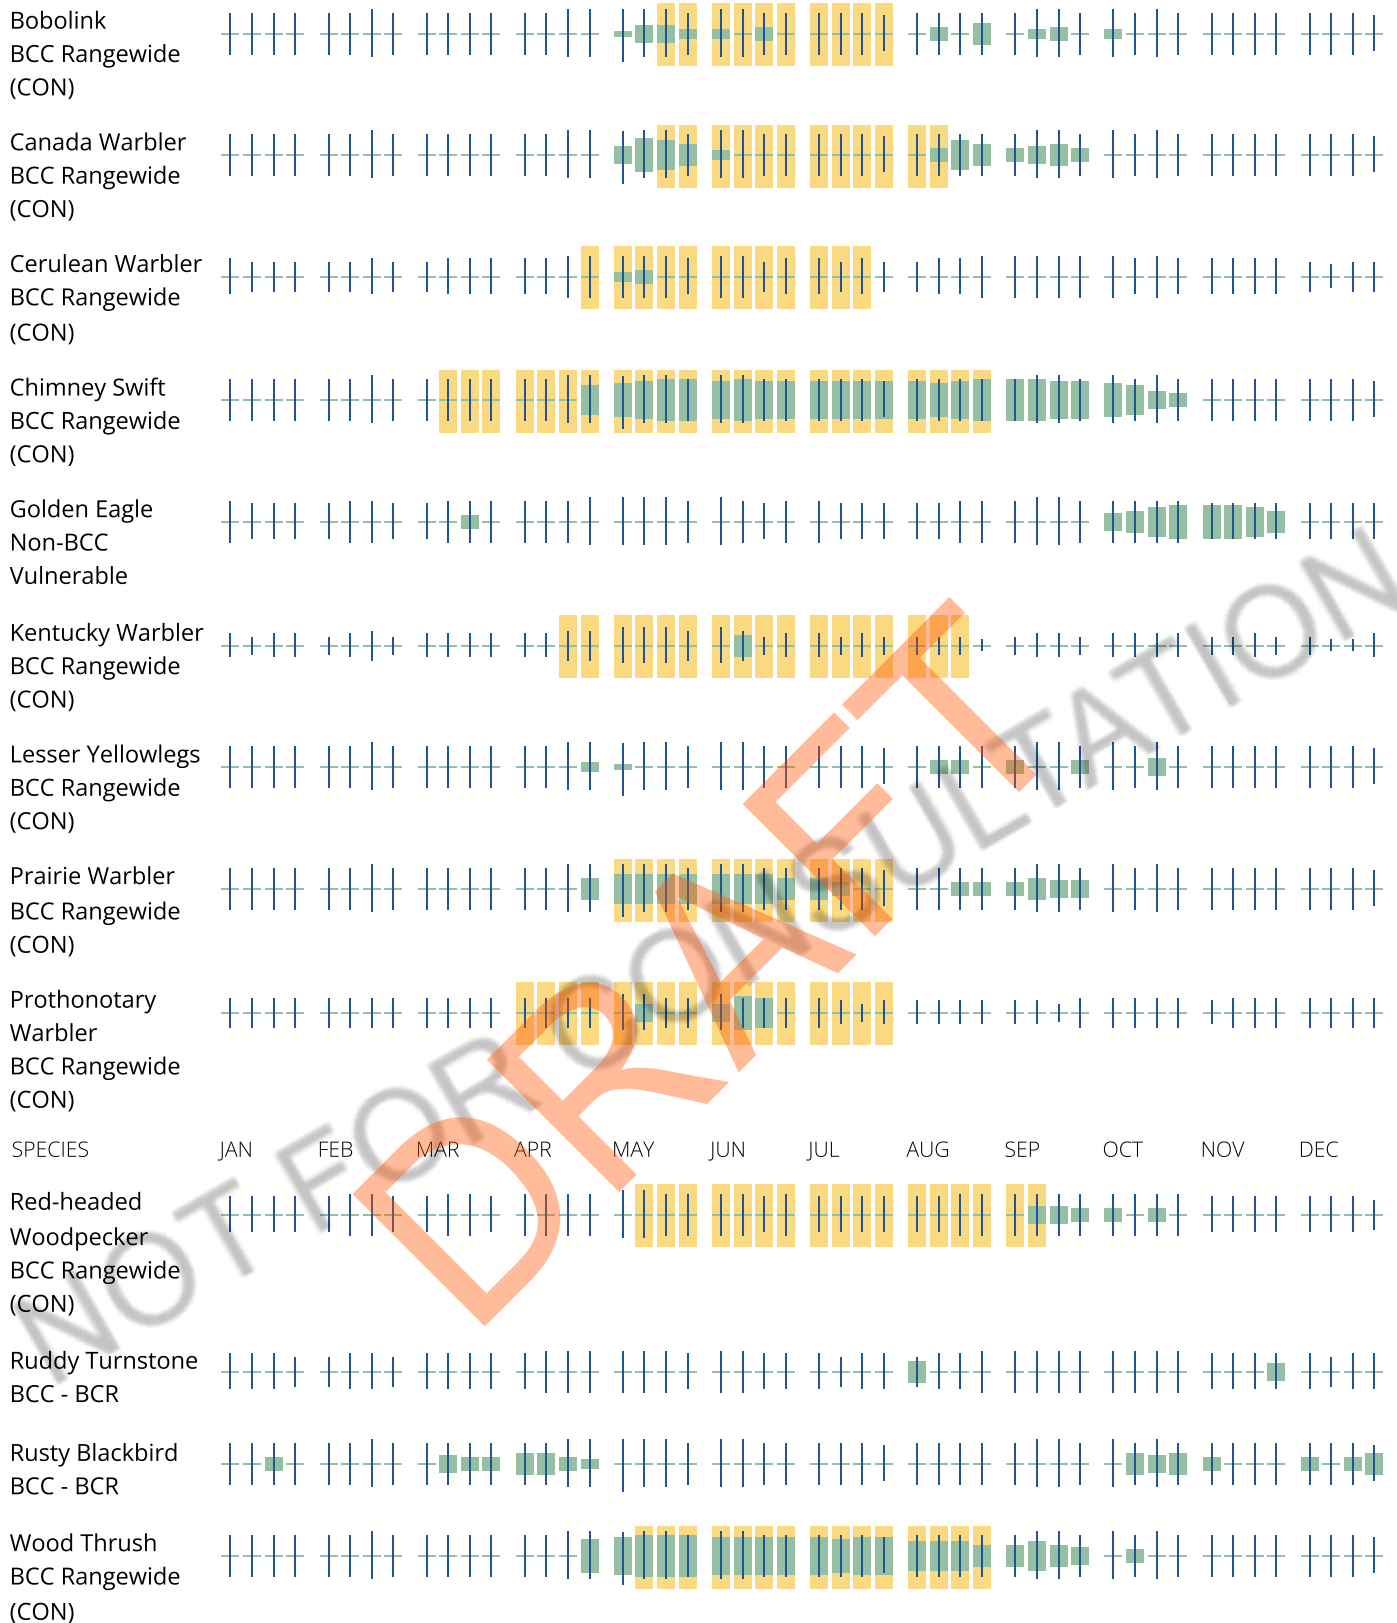 Bobolink
BCC Rangewide
(CON)
Canada Warbler
BCC Rangewide
(CON)
Cerulean Warbler
BCC Rangewide
(CON)
Chimney Swift
BCC Rangewide
(CON)
Golden Eagle
Non-BCC
Vulnerable
Kentucky Warbler
BCC Rangewide
(CON)
Lesser Yellowlegs
BCC Rangewide
(CON)
Prairie Warbler
BCC Rangewide
(CON)
Prothonotary
Warbler
BCC Rangewide
(CON)
SPECIES JAN FEB MAR APR MAY JUN JUL AUG SEP OCT NOV DEC
Red-headed
Woodpecker
BCC Rangewide
(CON)
Ruddy Turnstone
BCC - BCR
Rusty Blackbird
BCC - BCR
Wood Thrush
BCC Rangewide
(CON)
NOT FOR CONSULTATION
DRAFT